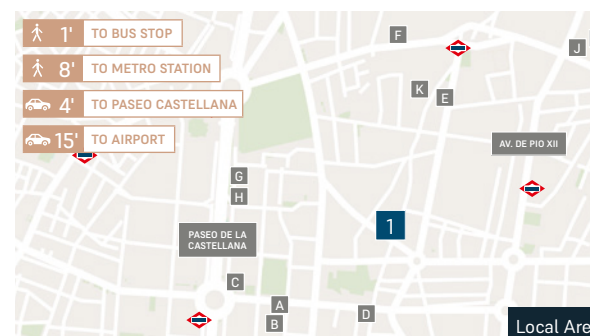 1' TO BUS STOP
8' TO METRO STATION
4' TO PASEO CASTELLANA
15' TO AIRPORT
F
J
K
E
AV. DE PIO XII
G
H
1
PASEO DE LA
CASTELLANA
C
A
B
D
Local Are